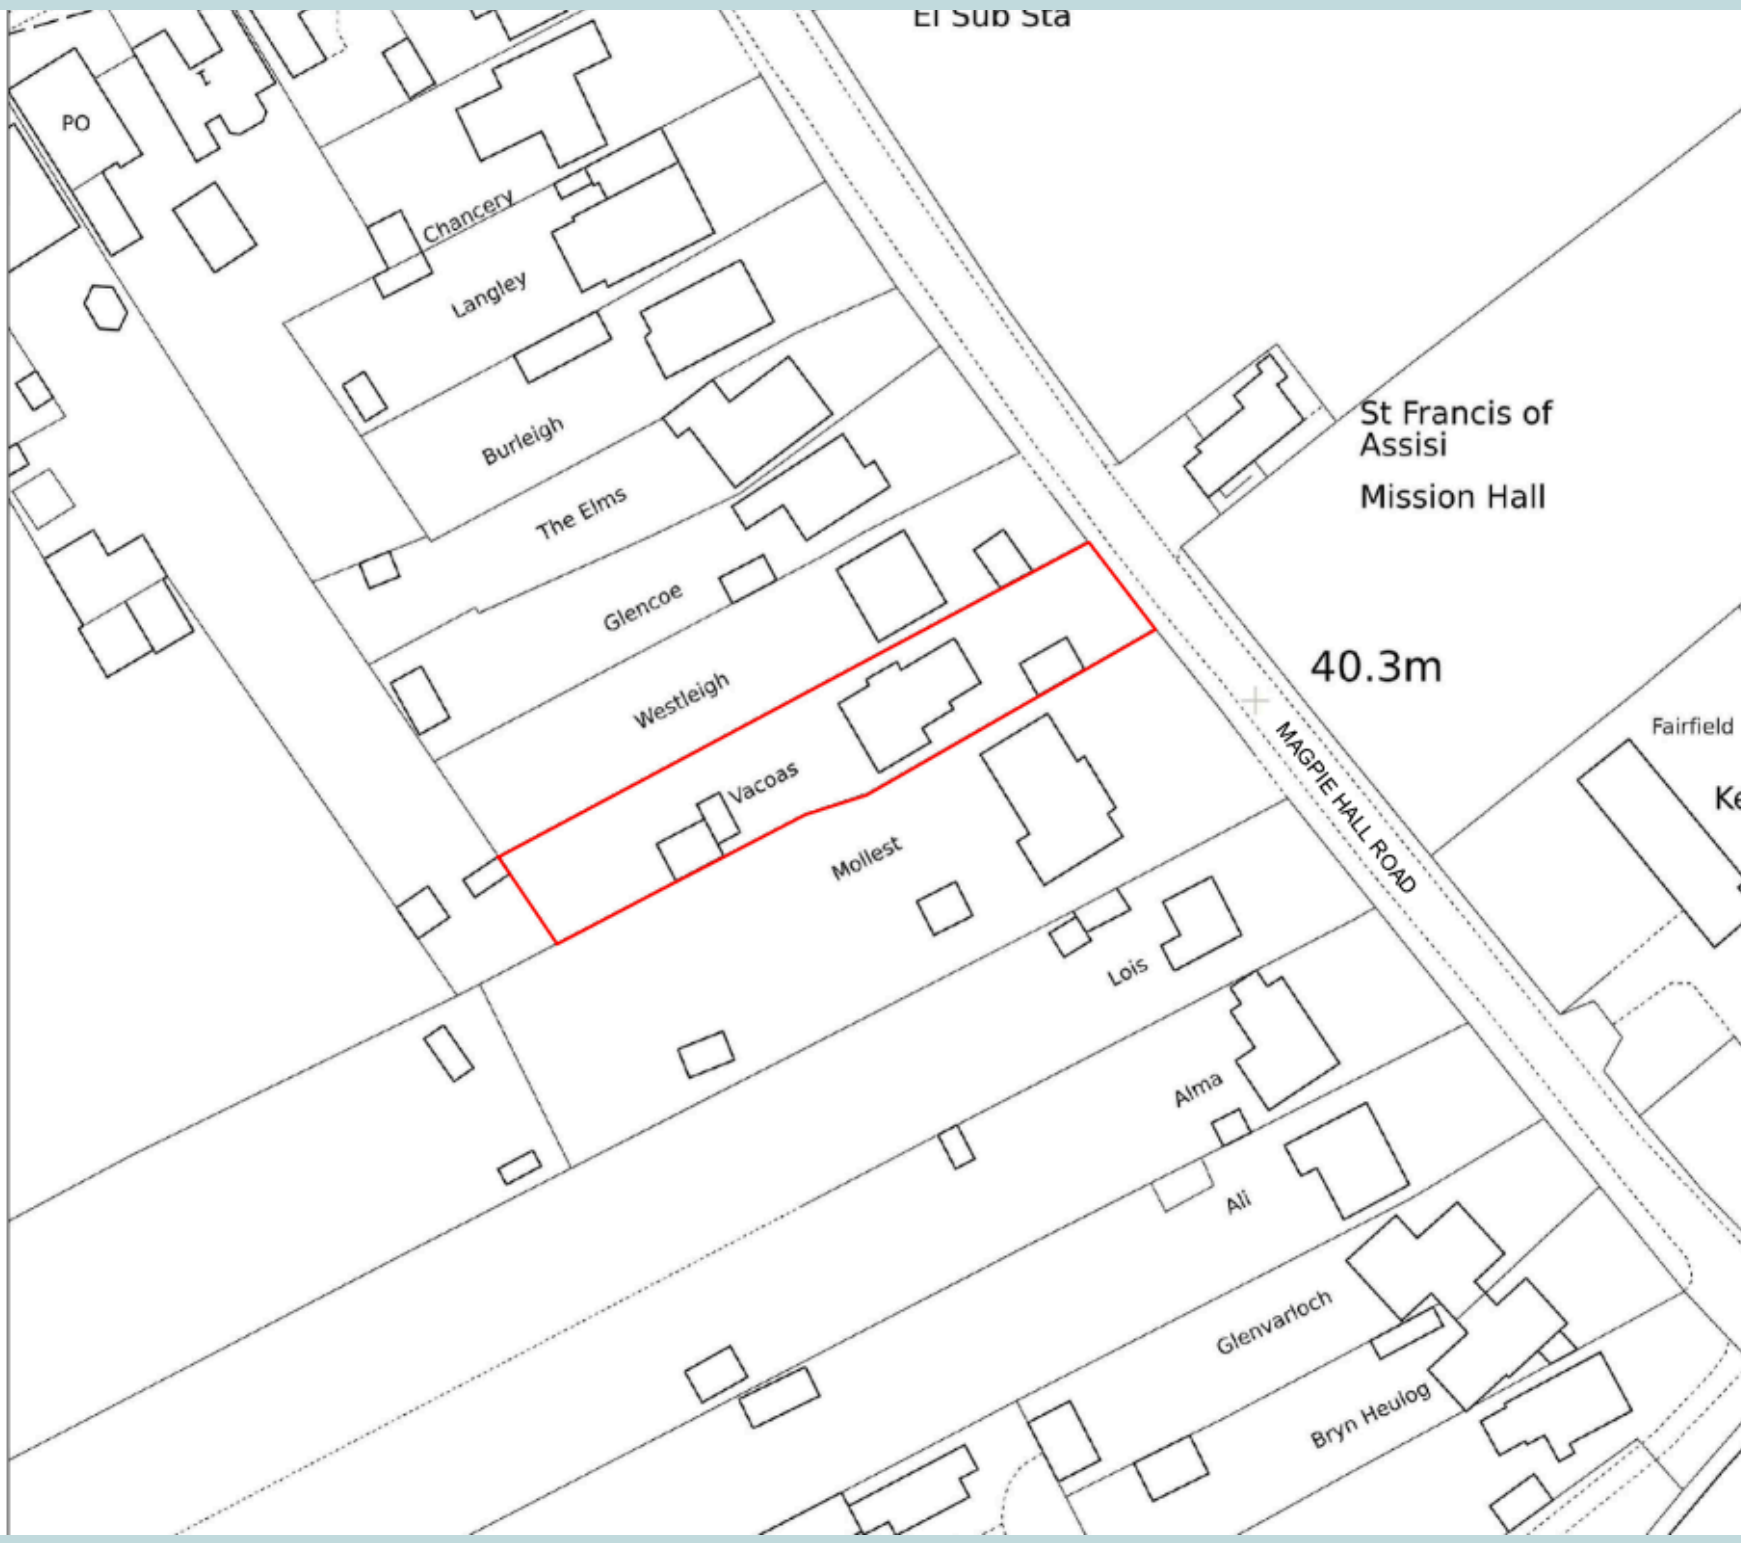 El Sub Sta
PO
Chancery
Langley
Burleigh
St Francis of
Assisi
Mission Hall
The Elms
Glencoe
Westleigh
40.3m
Fairfield
MAGPIE HALL ROAD
Vacoas
Ke
Mollest
Lois
Alma
Ali
Glenvarloch
Bryn Heulog